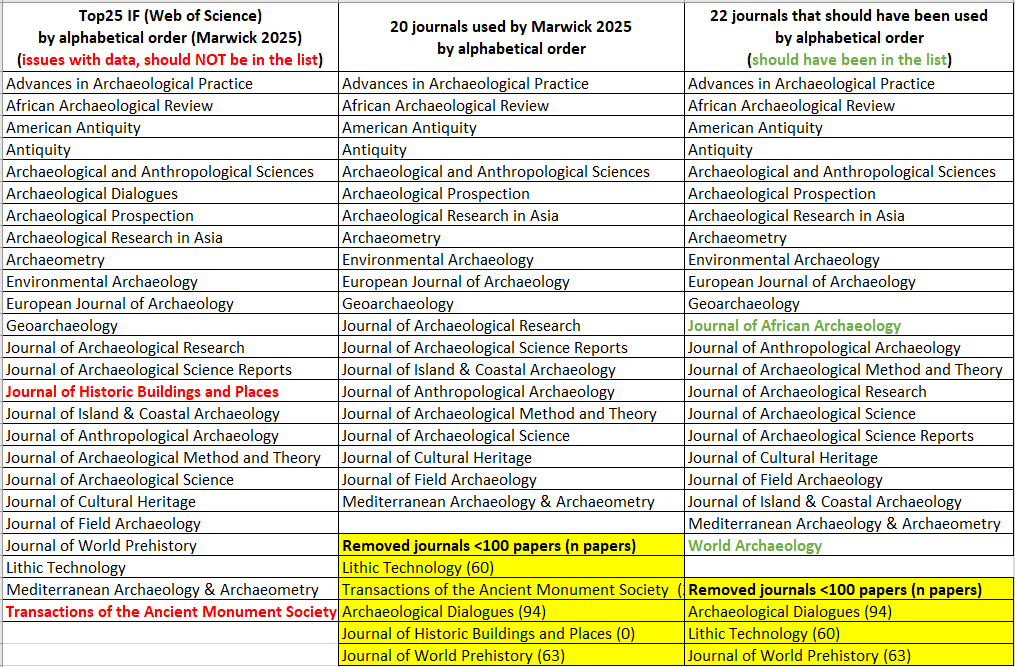 Top25 IF (Web of Science)
by alphabetical order (Marwick 2025)
(issues with data, should NOT be in the list)
Advances in Archaeological Practice
African Archaeological Review
American Antiquity
Antiquity
Archaeological and Anthropological Sciences
Archaeological Dialogues
Archaeological Prospection
Archaeological Research in Asia
Archaeometry
Environmental Archaeology
European Journal of Archaeology
Geoarchaeology
Journal of Archaeological Research
Journal of Archaeological Science Reports
Journal of Historic Buildings and Places
Journal of Island & Coastal Archaeology
Journal of Anthropological Archaeology
Journal of Archaeological Method and Theory
Journal of Archaeological Science
Journal of Cultural Heritage
Journal of Field Archaeology
Journal of World Prehistory
Lithic Technology
Mediterranean Archaeology & Archaeometry
Transactions of the Ancient Monument Society
20 journals used by Marwick 2025
by alphabetical order
Advances in Archaeological Practice
African Archaeological Review
American Antiquity
Antiquity
Archaeological and Anthropological Sciences
Archaeological Prospection
Archaeological Research in Asia
Archaeometry
Environmental Archaeology
European Journal of Archaeology
Geoarchaeology
Journal of Archaeological Research
Journal of Archaeological Science Reports
Journal of Island & Coastal Archaeology
Journal of Anthropological Archaeology
Journal of Archaeological Method and Theory
Journal of Archaeological Science
Journal of Cultural Heritage
Journal of Field Archaeology
Mediterranean Archaeology & Archaeometry
Removed journals <100 papers (n papers)
Lithic Technology (60)
Transactions of the Ancient Monument Society (
Archaeological Dialogues (94)
Journal of Historic Buildings and Places (0)
Journal of World Prehistory (63)
22 journals that should have been used
by alphabetical order
(should have been in the list)
Advances in Archaeological Practice
African Archaeological Review
American Antiquity
Antiquity
Archaeological and Anthropological Sciences
Archaeological Prospection
Archaeological Research in Asia
Archaeometry
Environmental Archaeology
European Journal of Archaeology
Geoarchaeology
Journal of African Archaeology
Journal of Anthropological Archaeology
Journal of Archaeological Method and Theory
Journal of Archaeological Research
Journal of Archaeological Science
Journal of Archaeological Science Reports
Journal of Cultural Heritage
Journal of Field Archaeology
Journal of Island & Coastal Archaeology
Mediterranean Archaeology & Archaeometry
World Archaeology
Removed journals <100 papers (n papers)
Archaeological Dialogues (94)
Lithic Technology (60)
Journal of World Prehistory (63)